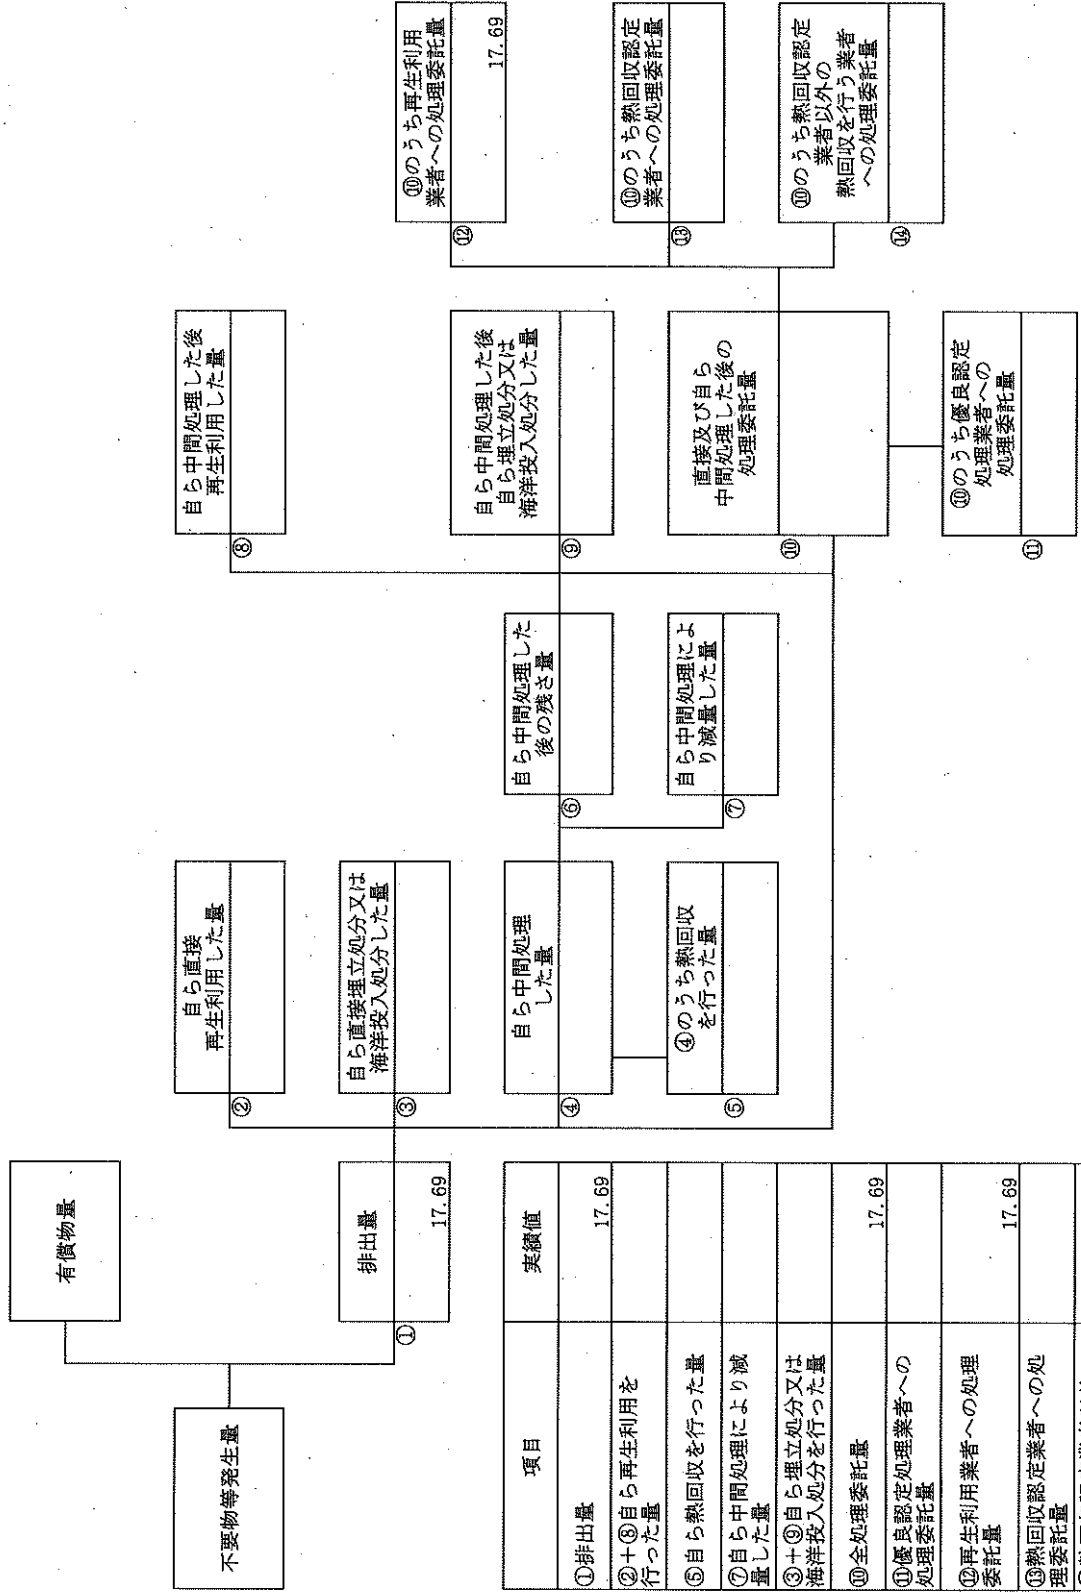 不要物等発生量
有償物量
排出量
①
17.69
自ら直接
再生利用した量
②
自ら直接埋立処分又は
海洋投入処分した量
③
自ら中間処理
した量
④
④のうち熱回収
を行った量
⑤
自ら中間処理した
後の残さ量
⑥
自ら中間処理によ
り減量した量
⑦
自ら中間処理した後
再生利用した量
⑧
自ら中間処理した後
自ら埋立処分又は
海洋投入処分した量
⑨
直接及び自ら
中間処理した後の
処理委託量
⑩
⑩のうち優良認定
処理業者への
処理委託量
⑪
⑩のうち再生利用
業者への処理委託量
⑫
17.69
⑩のうち熱回収認定
業者への処理委託量
⑬
⑩のうち熱回収認定
業者以外の
熱回収を行う業者
への処理委託量
⑭
項目
実績値
①排出量
17.69
②+⑧自ら再生利用を
行った量
⑤自ら熱回収を行った量
⑦自ら中間処理により減
量した量
③+⑨自ら埋立処分又は
海洋投入処分を行った量
⑩全処理委託量
17.69
⑪優良認定処理業者への
処理委託量
⑫再生利用業者への処理
委託量
17.69
⑬熱回収認定業者への処
理委託量